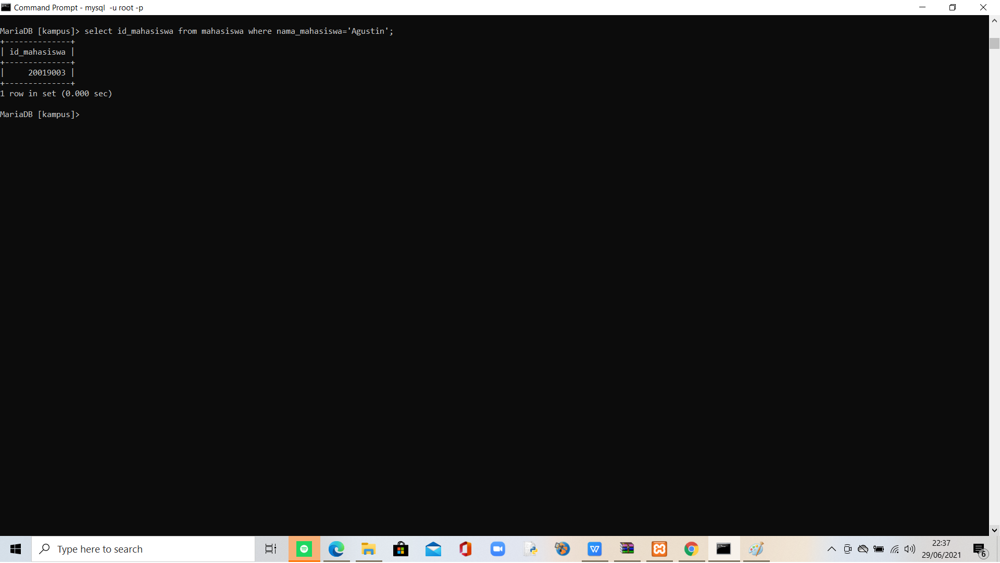 Command Prompt - mysql  -u root -p
MariaDB [kampus]> select id_mahasiswa from mahasiswa where nama_mahasiswa='Agustin';
+--------------+
| id_mahasiswa |
+--------------+
|     20019003 |
+--------------+
1 row in set (0.000 sec)
MariaDB [kampus]>
Type here to search
22:37
29/06/2021
6